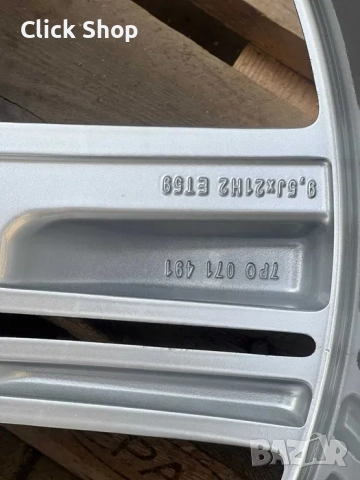 Click Shop
9,5Jx21H2 ET59
7P0 071 491
BAZAR